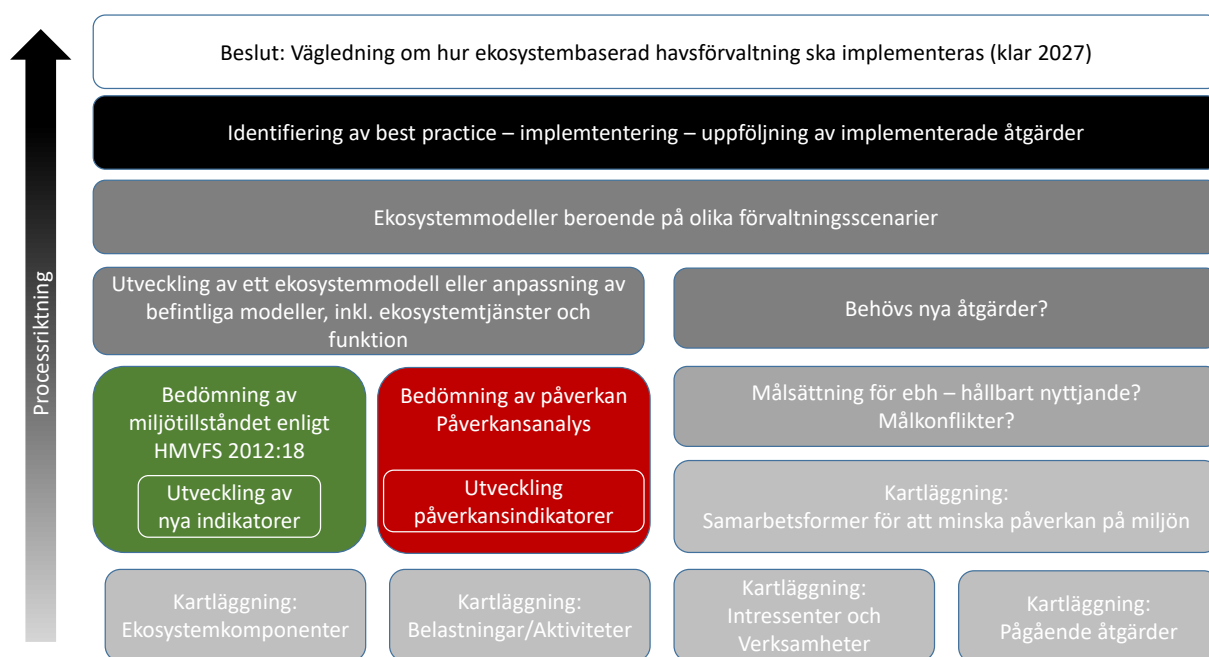 Beslut: Vägledning om hur ekosystembaserad havsförvaltning ska implementeras (klar 2027)
Identifiering av best practice – implemtentering – uppföljning av implementerade åtgärder
Ekosystemmodeller beroende på olika förvaltningsscenarier
Processriktning
Utveckling av ett ekosystemmodell eller anpassning av
befintliga modeller, inkl. ekosystemtjänster och
funktion
Behövs nya åtgärder?
Bedömning av
miljötillståndet enligt
HMVFS 2012:18
Utveckling av
nya indikatorer
Bedömning av påverkan
Påverkansanalys
Utveckling
påverkansindikatorer
Målsättning för ebh – hållbart nyttjande?
Målkonflikter?
Kartläggning:
Samarbetsformer för att minska påverkan på miljön
Kartläggning:
Ekosystemkomponenter
Kartläggning:
Belastningar/Aktiviteter
Kartläggning:
Intressenter och
Verksamheter
Kartläggning:
Pågående åtgärder